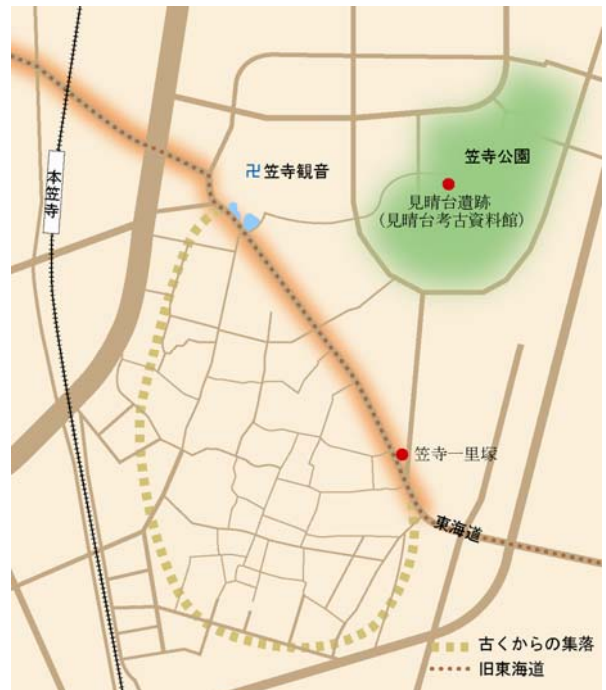 卍笠寺観音
笠寺公園
見晴台遺跡
(見晴台考古資料館)
本笠寺
笠寺一里塚
東海道
古くからの集落
旧東海道